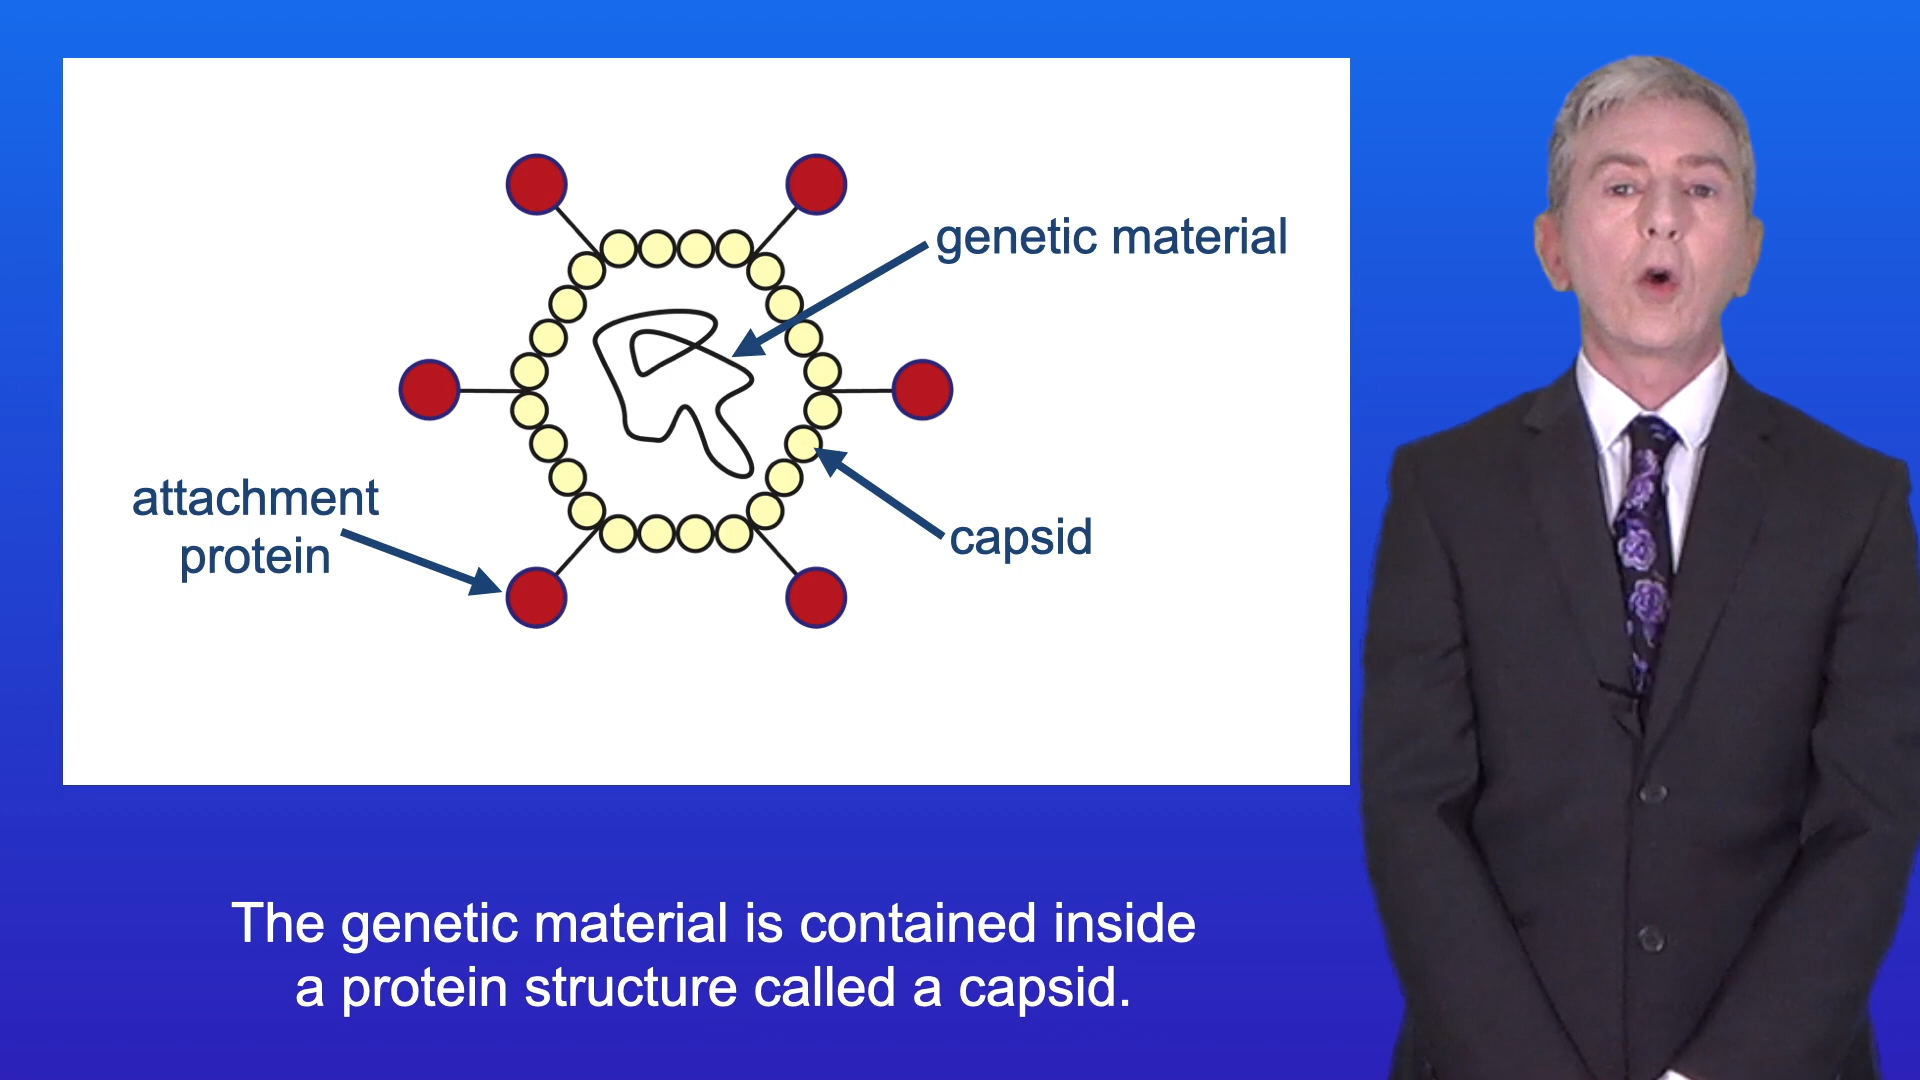 genetic material
attachment
protein
capsid
The genetic material is contained inside
a protein structure called a capsid.